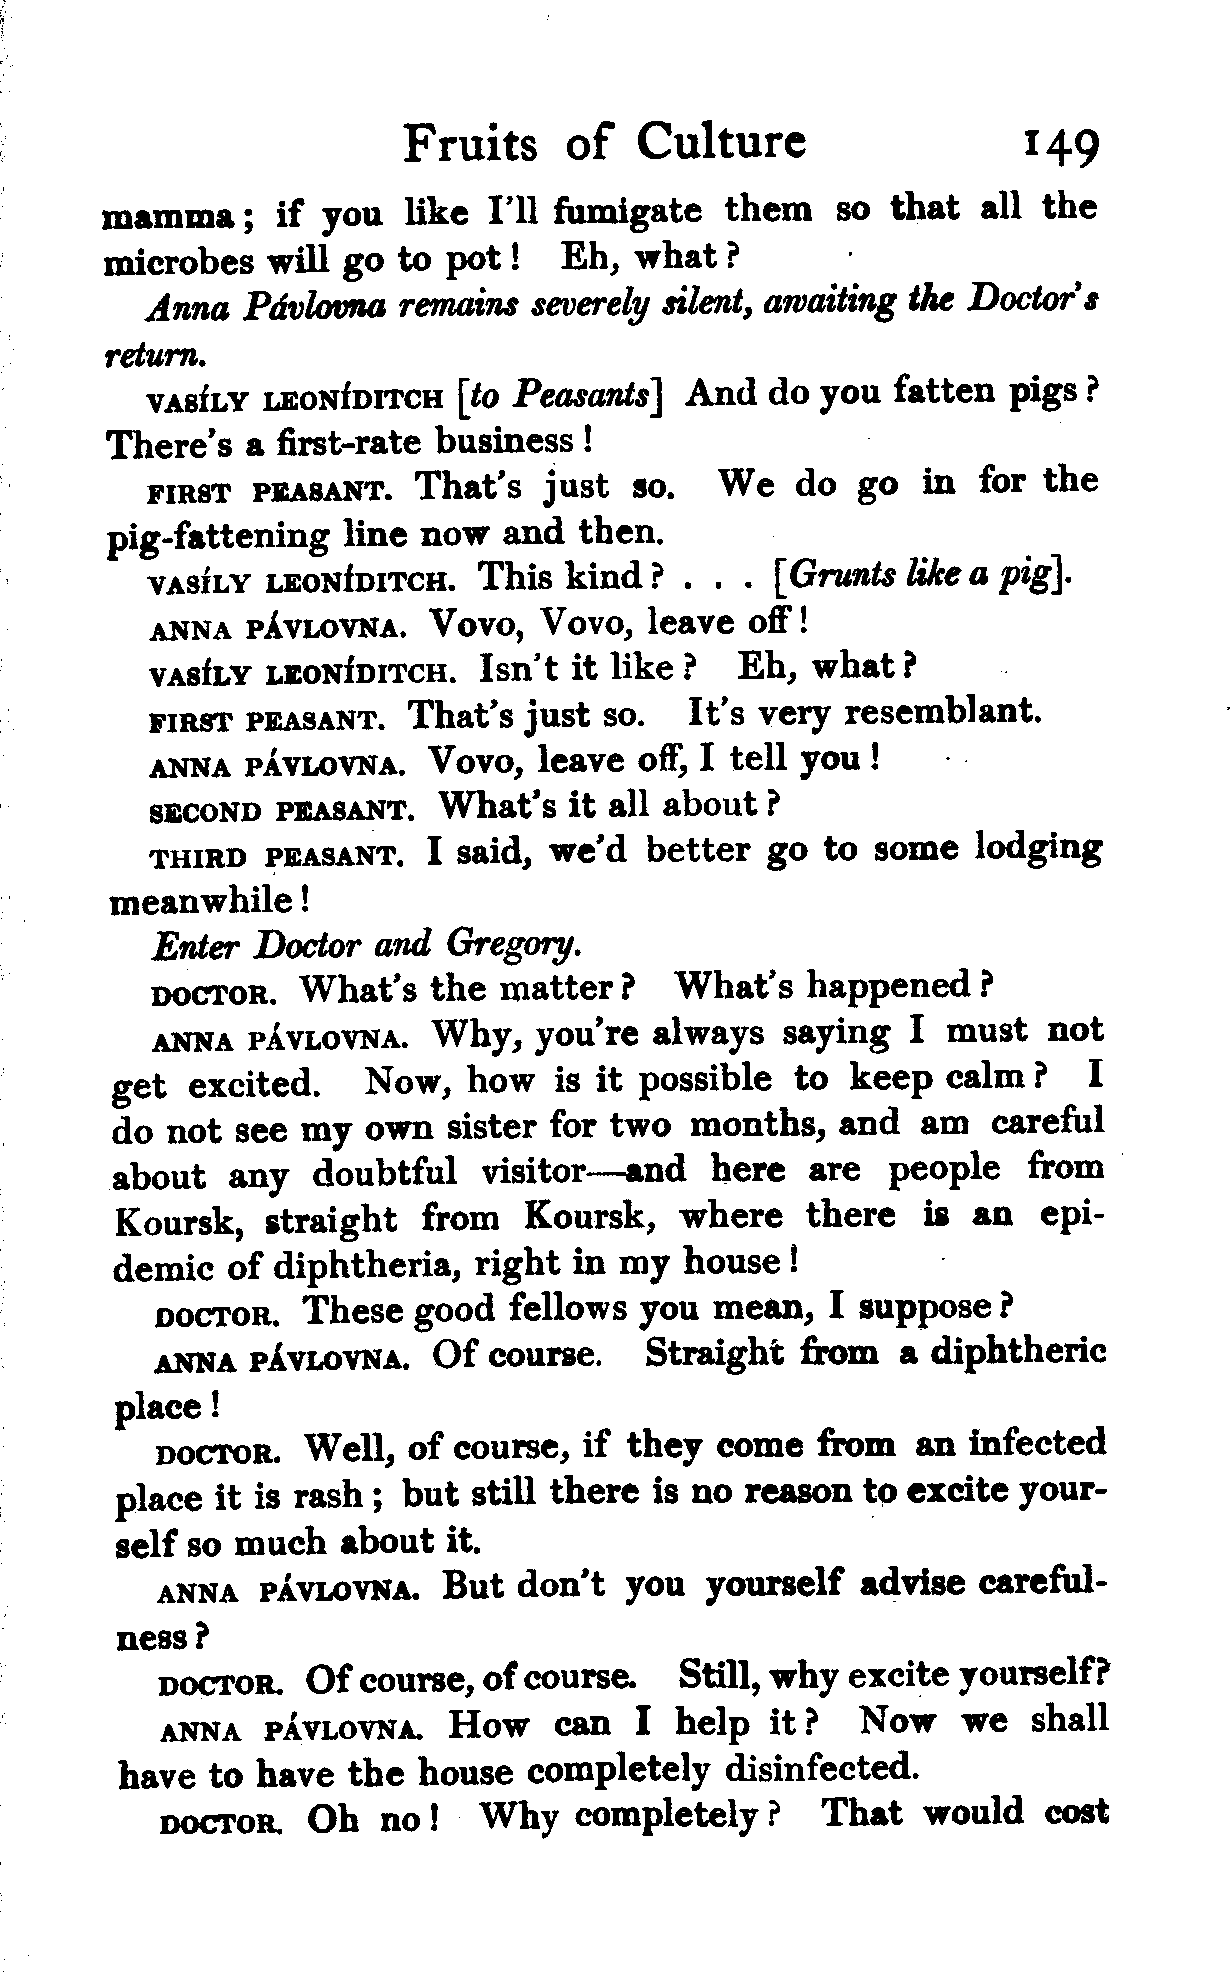 Fruits of Culture 149
mamma; if you like I'll fumigate them so that all the
microbes will go to pot! Eh, what?
Anna Pávlovna remains severely silent, awaiting the Doctor's
return.
VASÍLY LEONÍDITCH [to Peasants] And do you fatten pigs?
There's a first-rate business!
FIRST PEASANT. That's just so. We do go in for the
pig-fattening line now and then.
VASÍLY LEONÍDITCH. This kind? . . . [Grunts like a pig].
ANNA PÁVLOVNA. Vovo, Vovo, leave off!
VASÍLY LEONÍDITCH. Isn't it like? Eh, what?
FIRST PEASANT. That's just so. It's very resemblant.
ANNA PÁVLOVNA. Vovo, leave off, I tell you!
SECOND PEASANT. What's it all about?
THIRD PEASANT. I said, we'd better go to some lodging
meanwhile!
Enter Doctor and Gregory.
DOCTOR. What's the matter? What's happened?
ANNA PÁVLOVNA. Why, you're always saying I must not
get excited. Now, how is it possible to keep calm? I
do not see my own sister for two months, and am careful
about any doubtful visitor—and here are people from
Koursk, straight from Koursk, where there is an epi-
demic of diphtheria, right in my house!
DOCTOR. These good fellows you mean, I suppose?
ANNA PÁVLOVNA. Of course. Straight from a diphtheric
place!
DOCTOR. Well, of course, if they come from an infected
place it is rash; but still there is no reason to excite your-
self so much about it.
ANNA PÁVLOVNA. But don't you yourself advise careful-
ness?
DOCTOR. Of course, of course. Still, why excite yourself?
ANNA PÁVLOVNA. How can I help it? Now we shall
have to have the house completely disinfected.
DOCTOR. Oh no! Why completely? That would cost